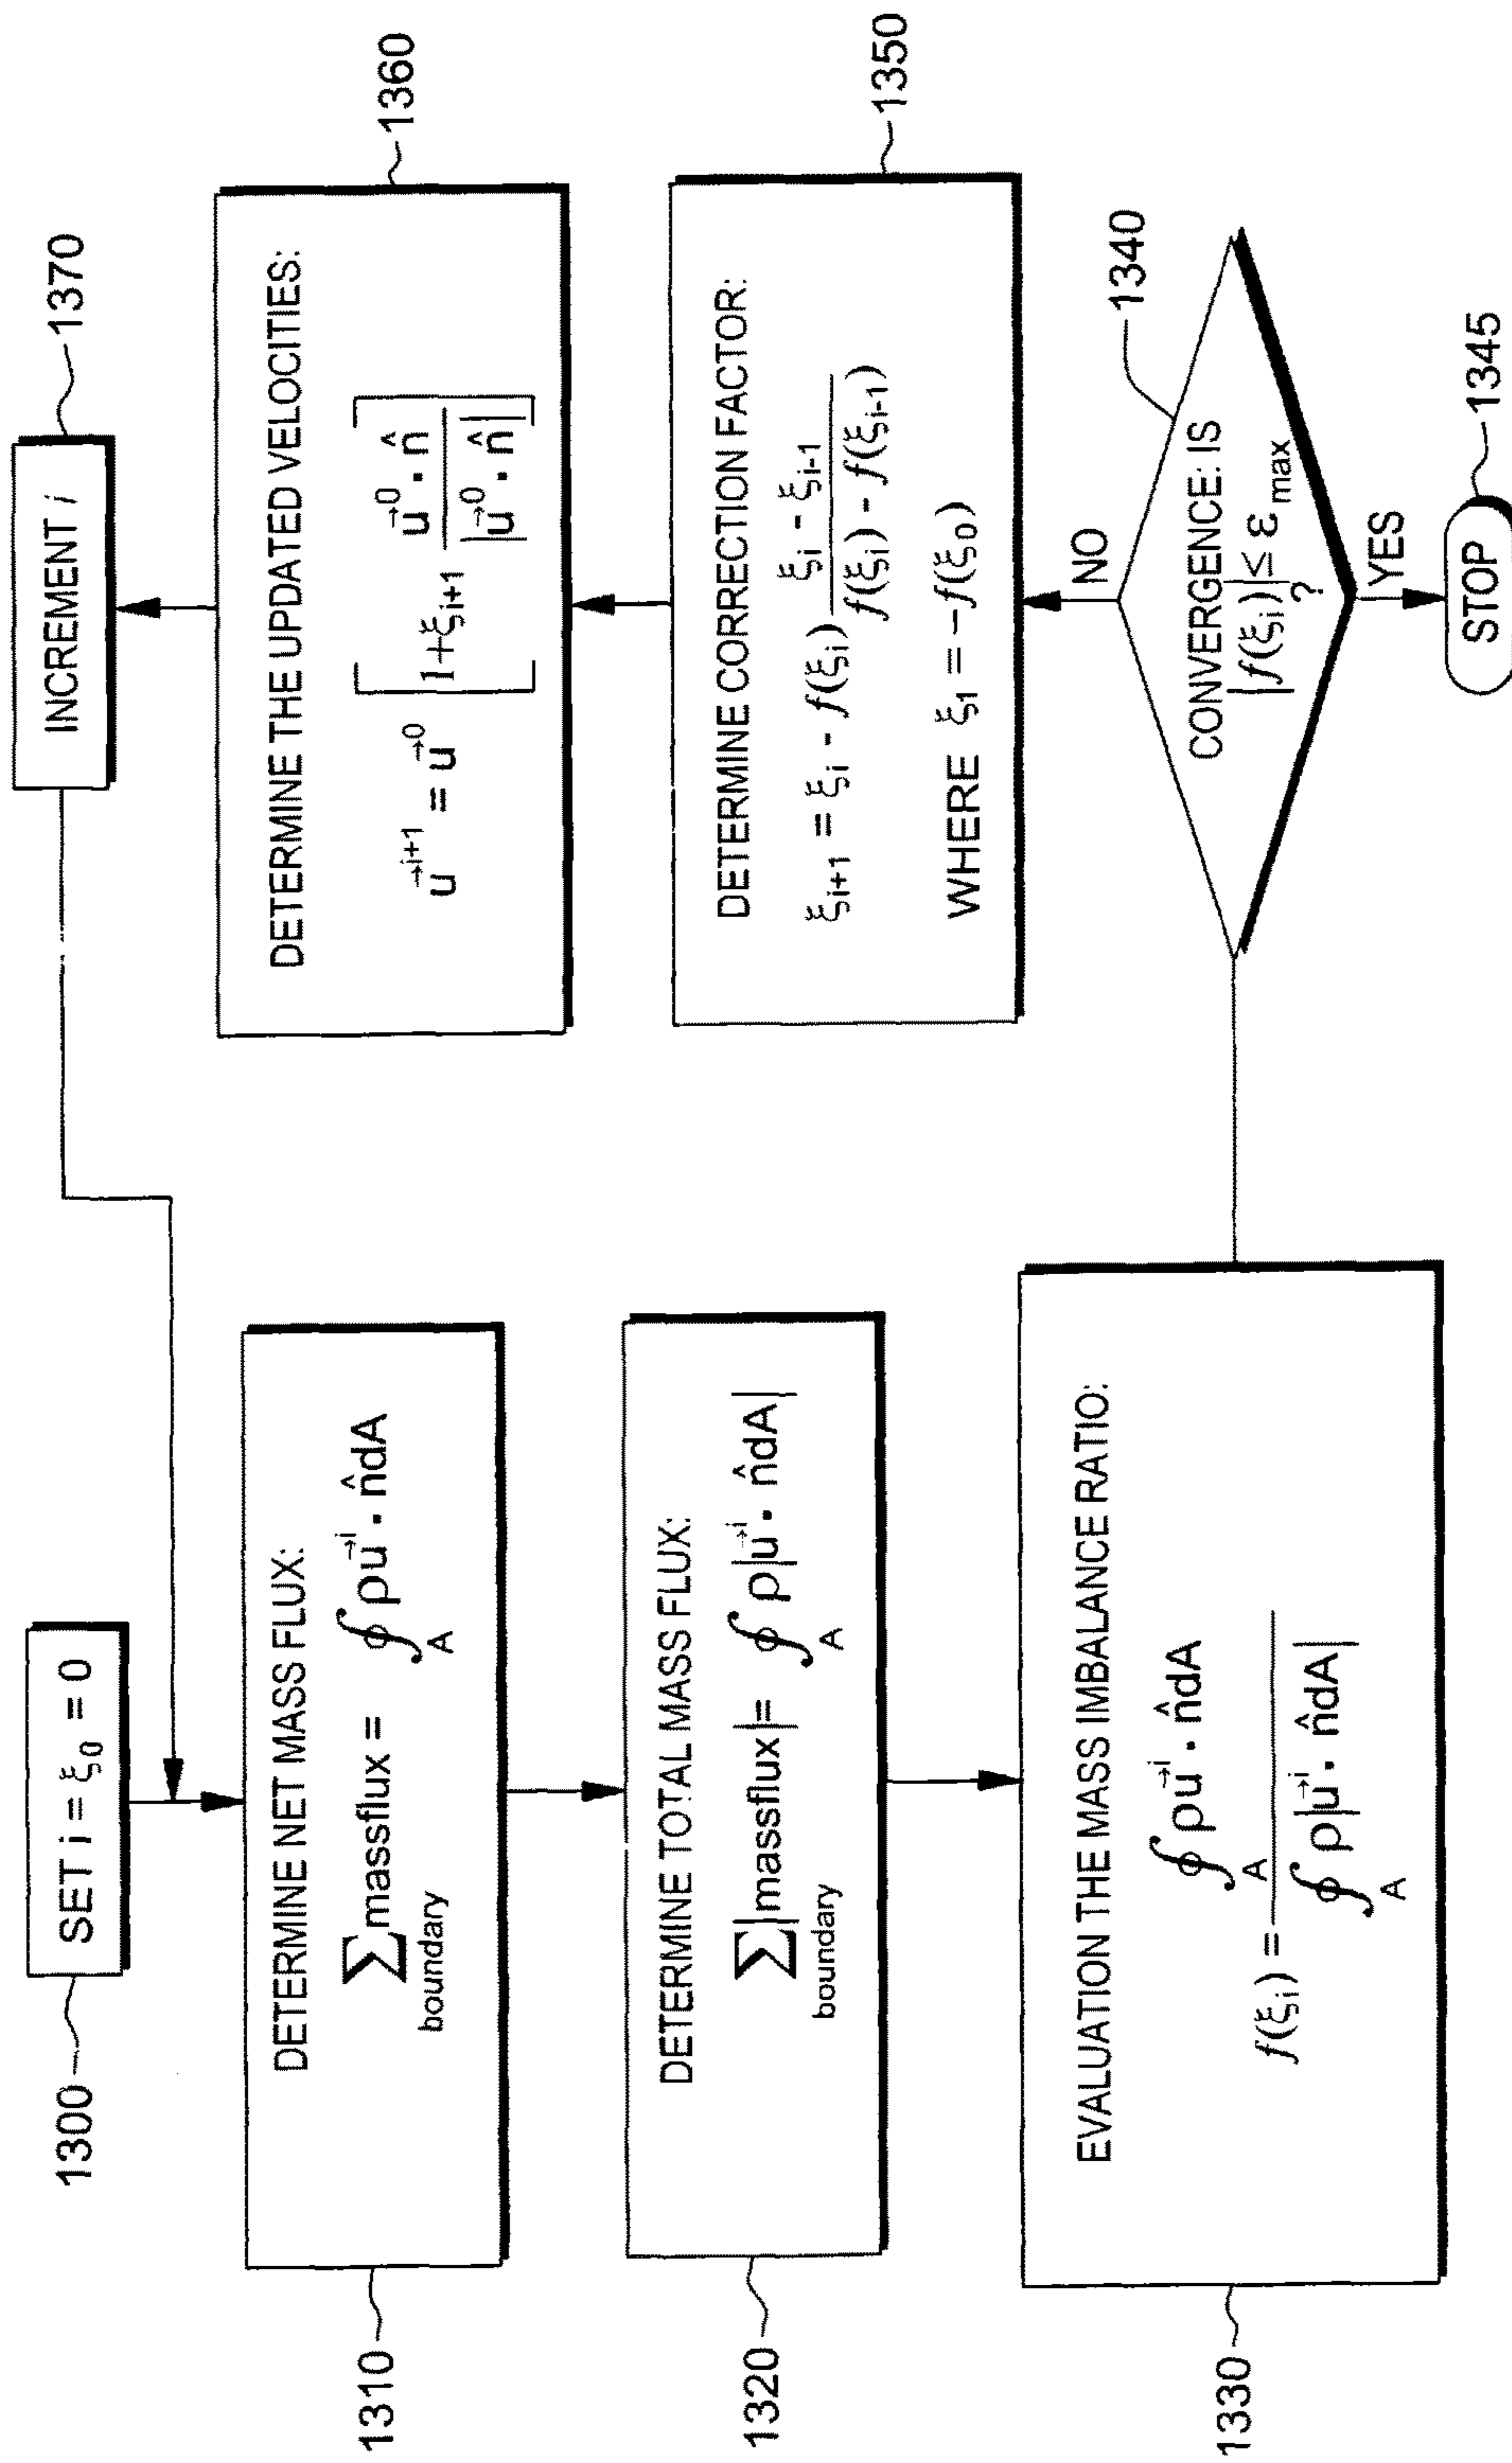 1300
SET i = ξ₀ = 0
1310
DETERMINE NET MASS FLUX:
∑ massflux = ∮ ρu⃗ⁱ · n̂dA
boundary A
1320
DETERMINE TOTAL MASS FLUX:
∑|massflux| = ∮ ρ|u⃗ⁱ · n̂dA|
boundary A
1330
EVALUATION THE MASS IMBALANCE RATIO:
∮ ρu⃗ⁱ · n̂dA
A
f(ξᵢ) =
∮ ρ|u⃗ⁱ · n̂dA|
A
1340
CONVERGENCE: IS
|f(ξᵢ)| ≤ ε max
?
YES
STOP
1345
NO
1350
DETERMINE CORRECTION FACTOR:
ξᵢ₊₁ = ξᵢ - f(ξᵢ) (ξᵢ - ξᵢ₋₁) / (f(ξᵢ) - f(ξᵢ₋₁))
WHERE ξ₁ = -f(ξ₀)
1360
DETERMINE THE UPDATED VELOCITIES:
u⃗ⁱ⁺¹ = u⃗⁰ [1+ξᵢ₊₁ (u⃗⁰ · n̂) / |u⃗⁰ · n̂|]
1370
INCREMENT i